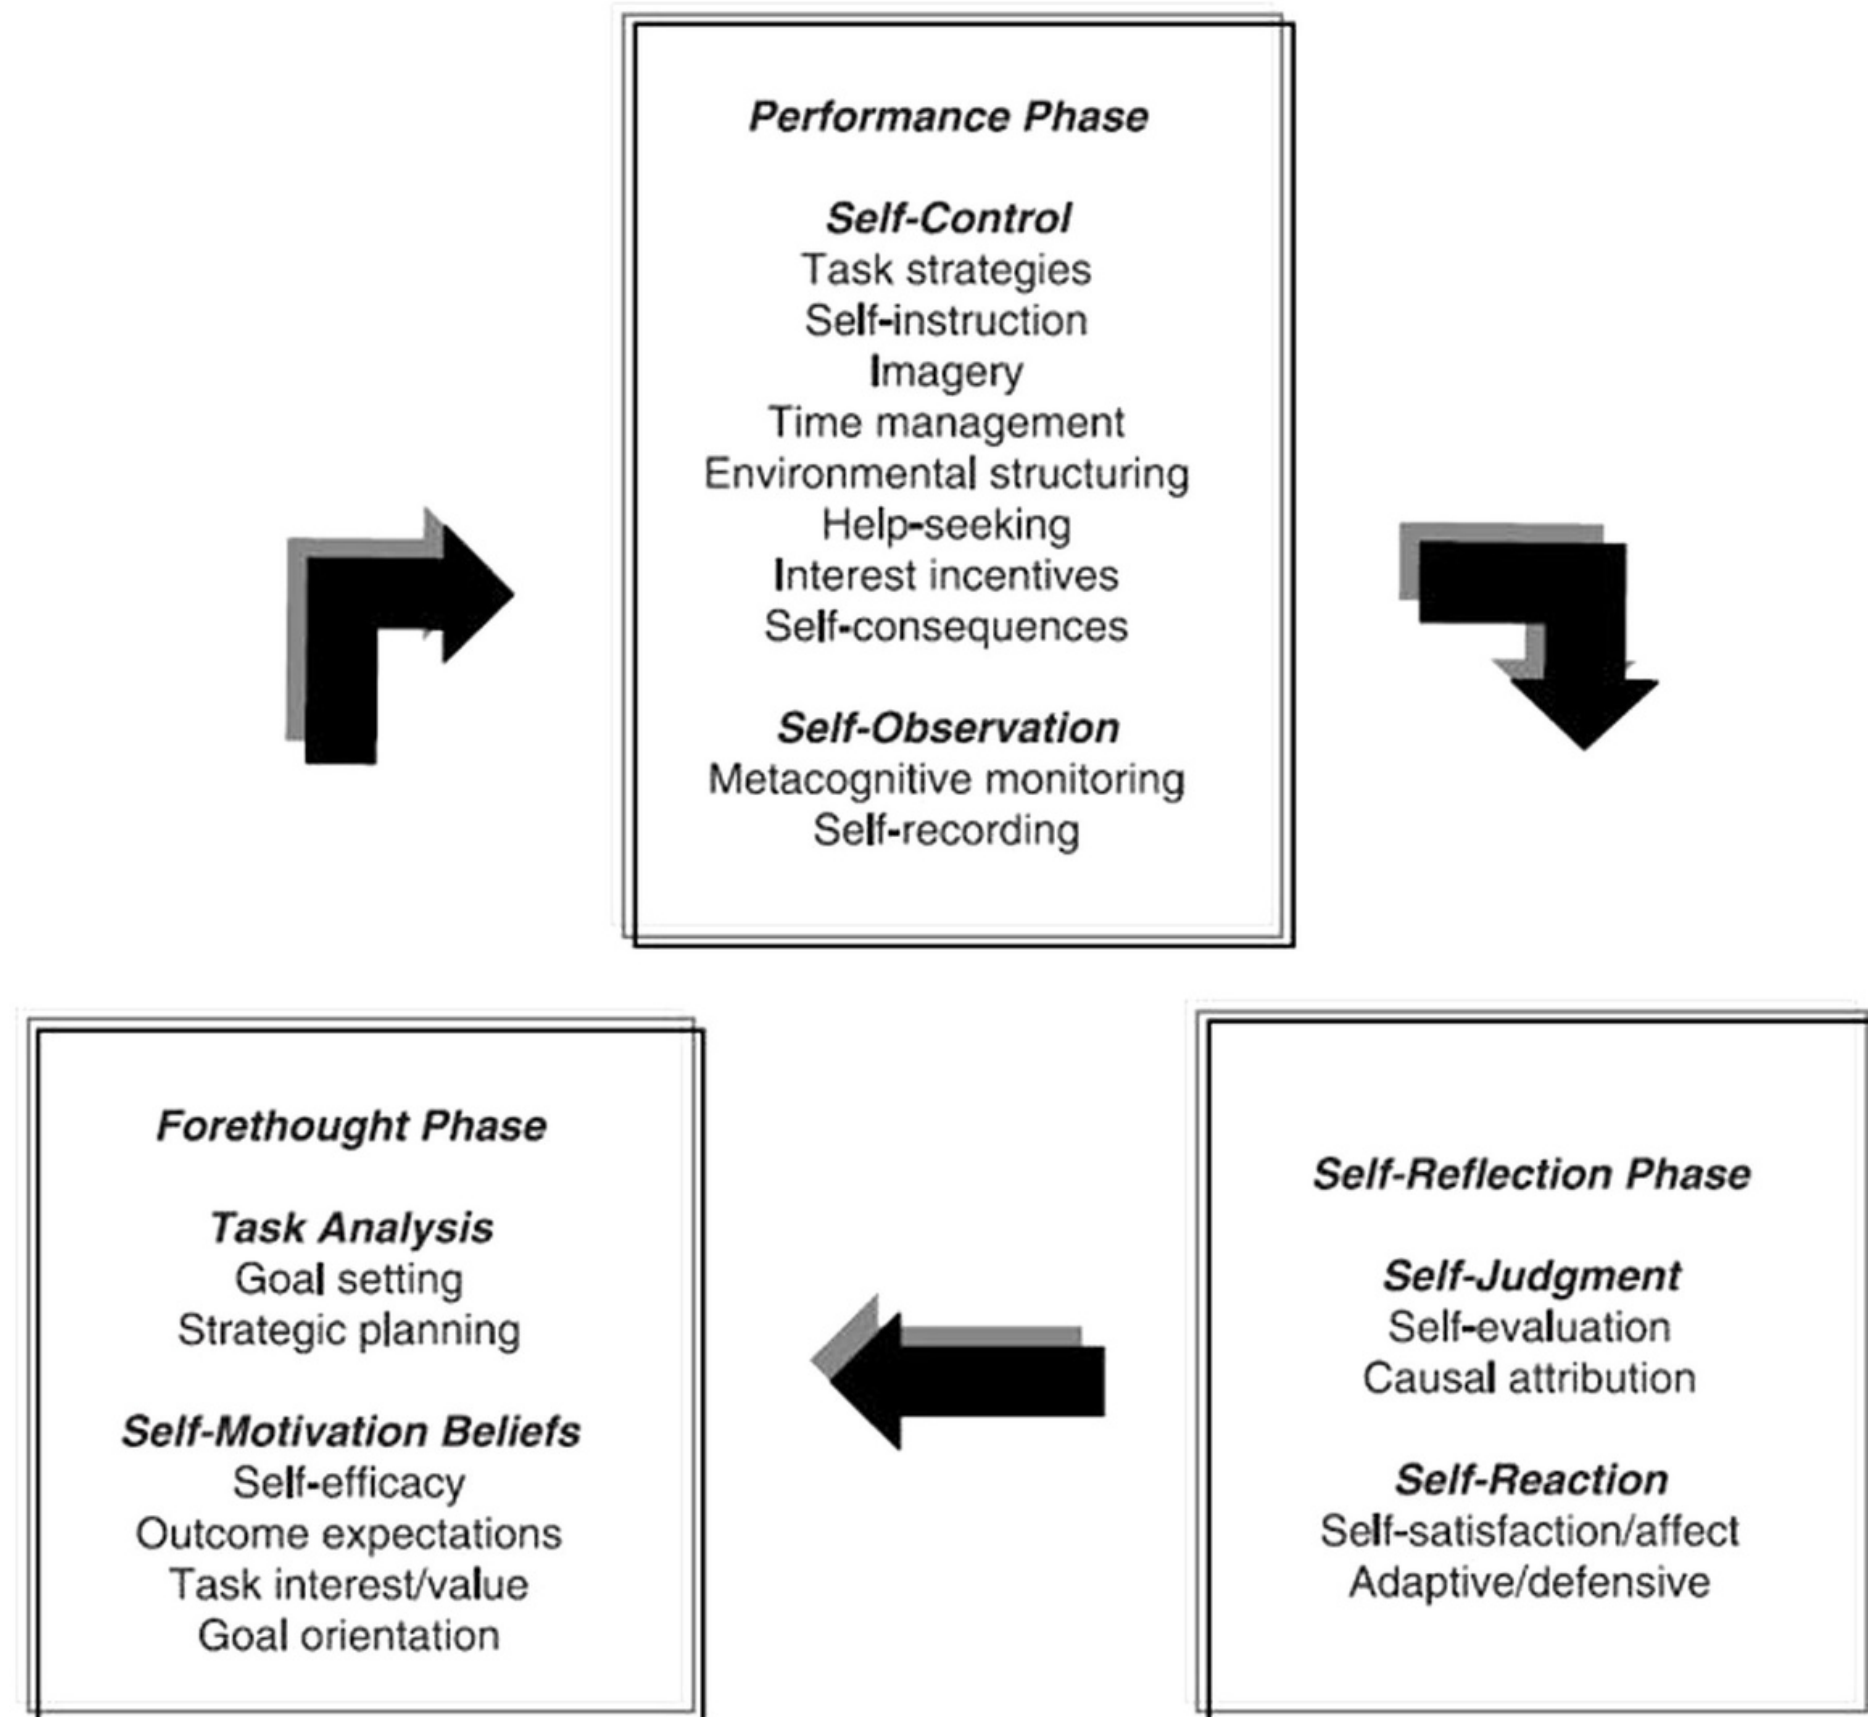 Performance Phase
Self-Control
Task strategies
Self-instruction
Imagery
Time management
Environmental structuring
Help-seeking
Interest incentives
Self-consequences
Self-Observation
Metacognitive monitoring
Self-recording
Forethought Phase
Task Analysis
Goal setting
Strategic planning
Self-Motivation Beliefs
Self-efficacy
Outcome expectations
Task interest/value
Goal orientation
Self-Reflection Phase
Self-Judgment
Self-evaluation
Causal attribution
Self-Reaction
Self-satisfaction/affect
Adaptive/defensive